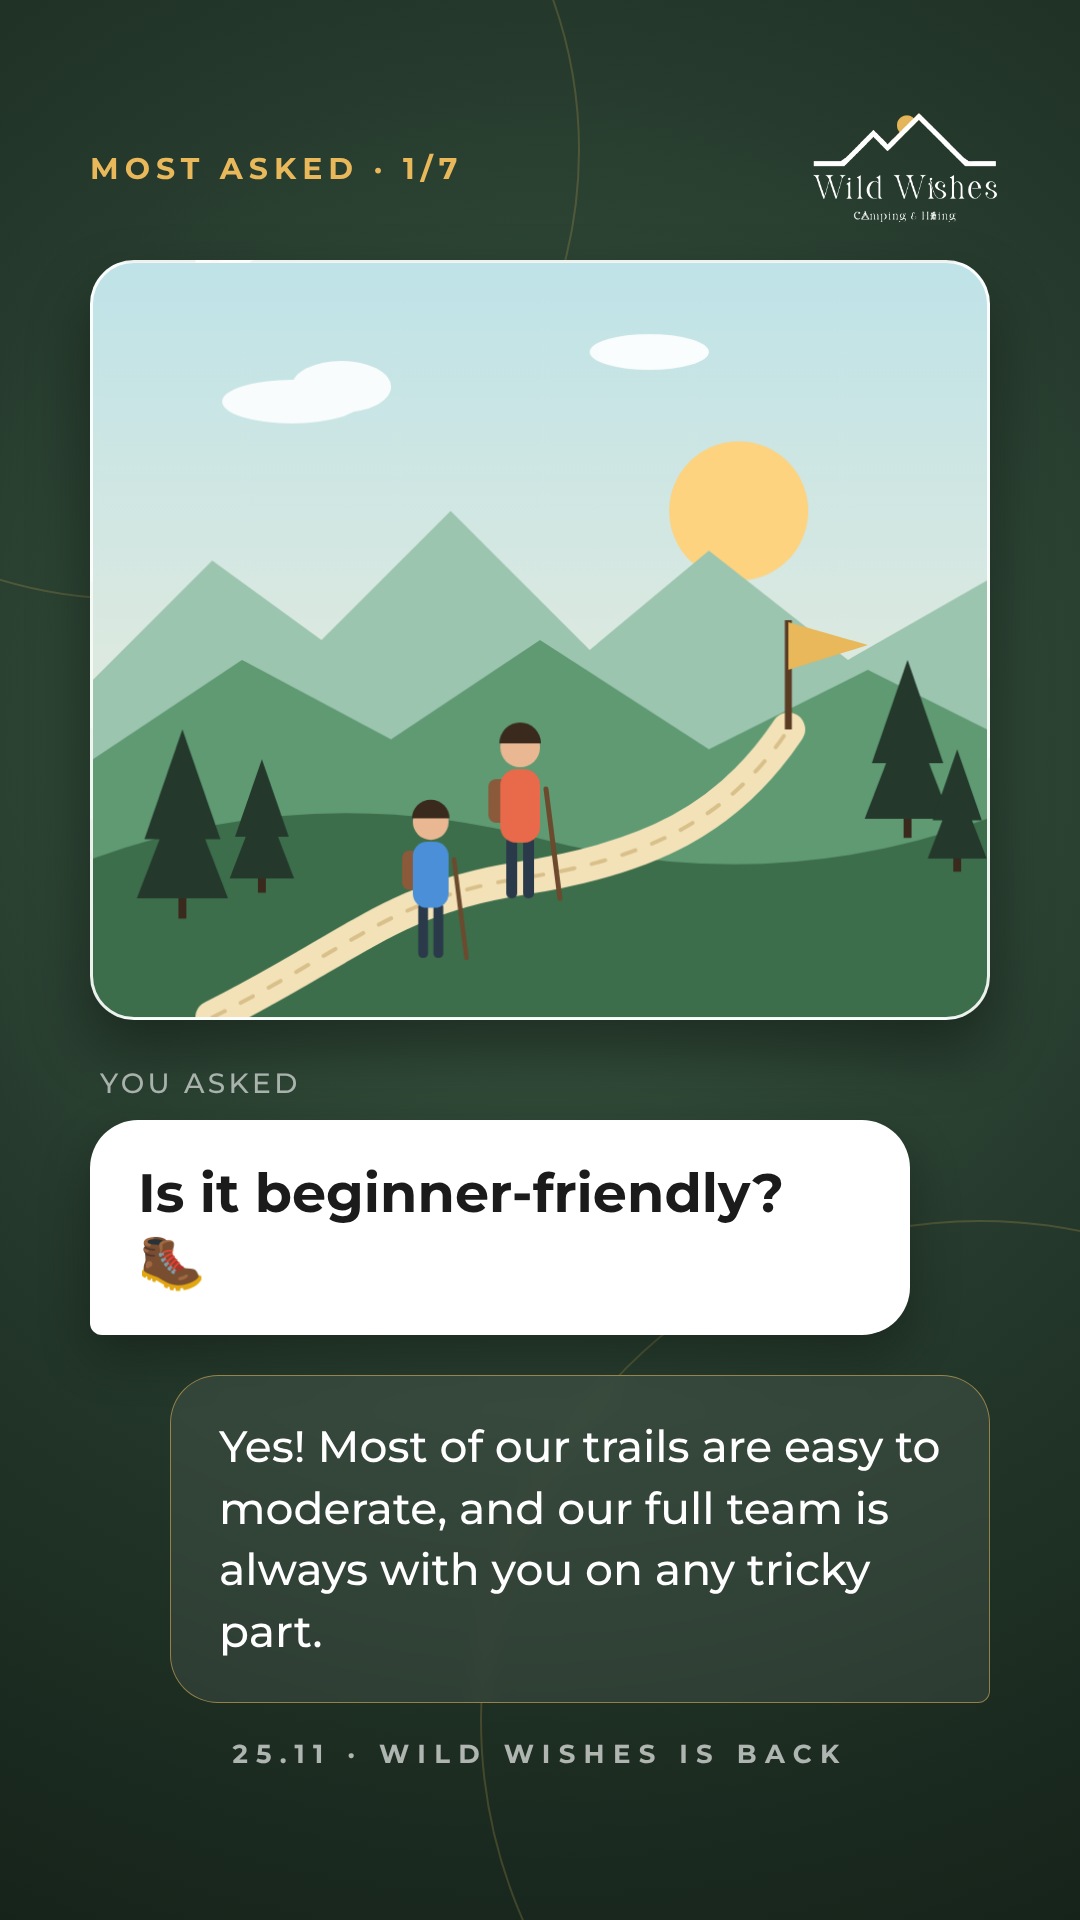 MOST ASKED · 1/7
Wild Wishes
Camping & Hiking
YOU ASKED
Is it beginner-friendly?
🥾
Yes! Most of our trails are easy to
moderate, and our full team is
always with you on any tricky
part.
25.11 · WILD WISHES IS BACK